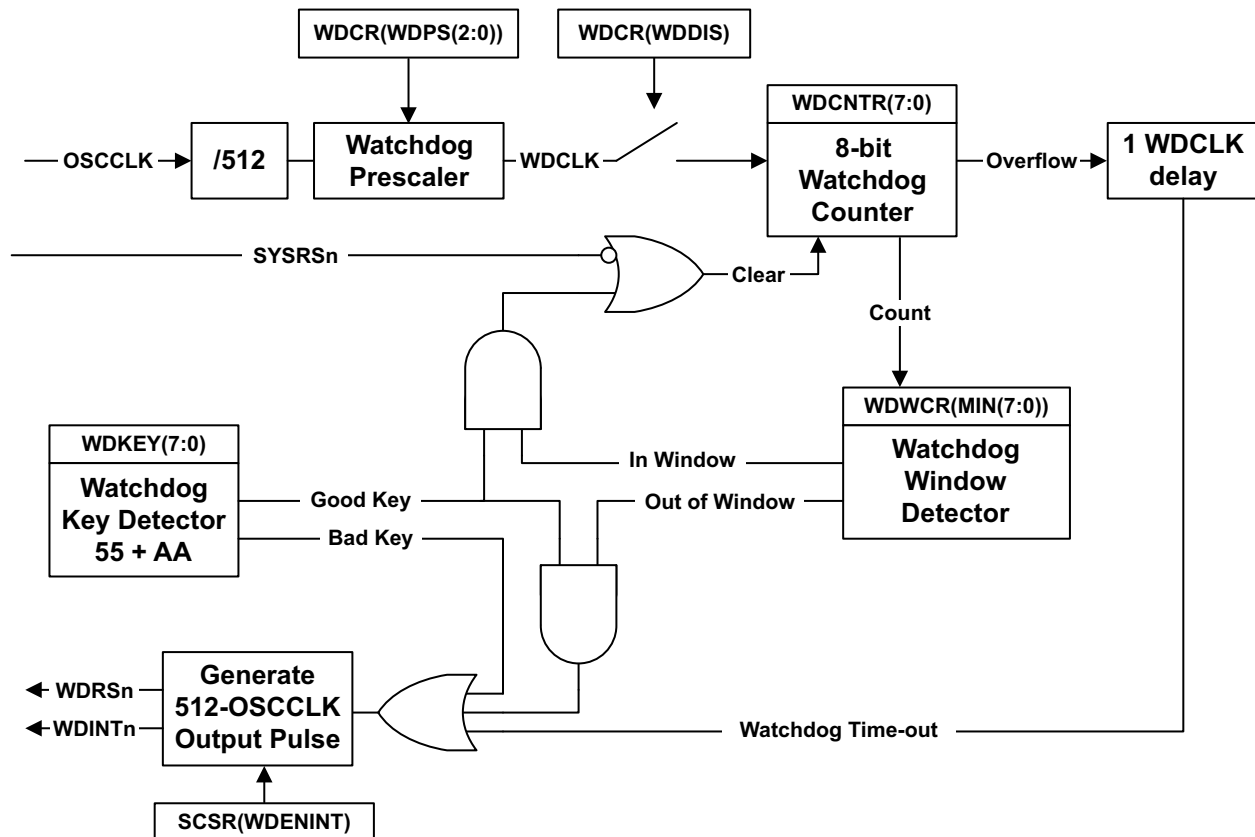 WDCR(WDPS(2:0))
WDCR(WDDIS)
WDCNTR(7:0)
OSCCLK
/512
Watchdog
Prescaler
WDCLK
8-bit
Watchdog
Counter
Overflow
1 WDCLK
delay
SYSRSn
Clear
Count
WDWCR(MIN(7:0))
Watchdog
Window
Detector
WDKEY(7:0)
Watchdog
Key Detector
55 + AA
In Window
Good Key
Out of Window
Bad Key
Generate
512-OSCCLK
Output Pulse
WDRSn
WDINTn
Watchdog Time-out
SCSR(WDENINT)